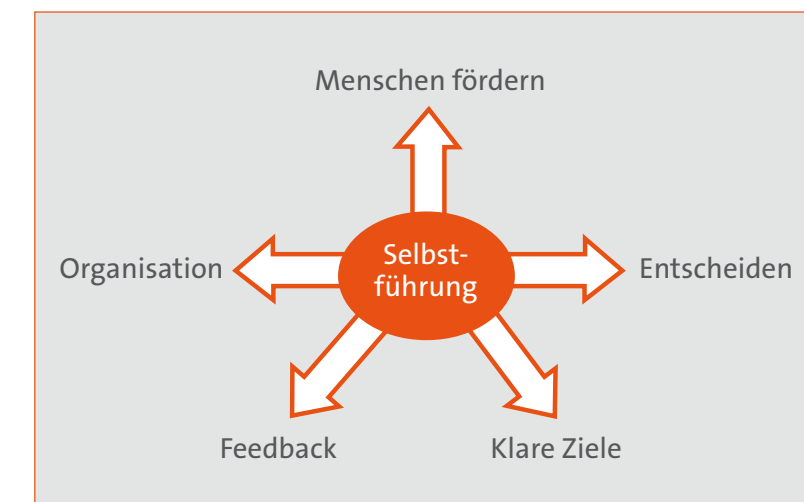 Menschen fördern
Organisation
Selbst-
führung
Entscheiden
Feedback
Klare Ziele